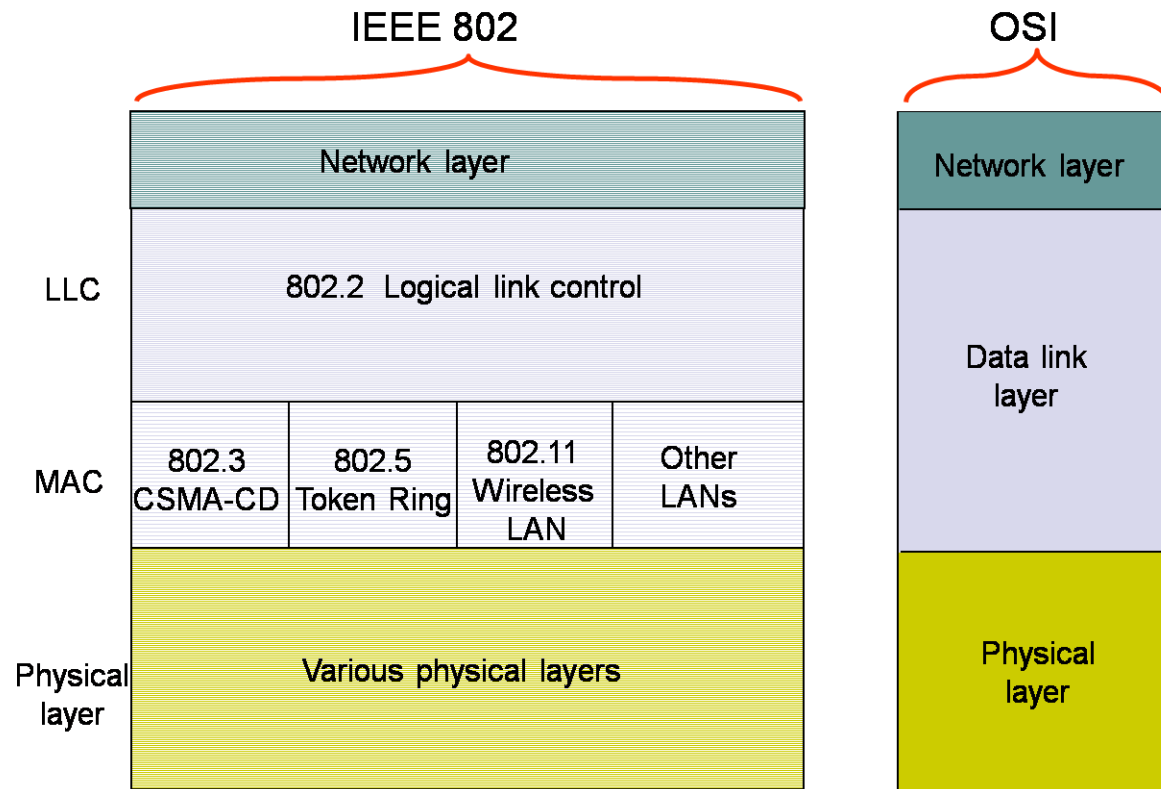 IEEE 802
OSI
Network layer
Network layer
LLC
802.2 Logical link control
Data link
layer
MAC
802.3
CSMA-CD
802.5
Token Ring
802.11
Wireless
LAN
Other
LANs
Physical
layer
Various physical layers
Physical
layer